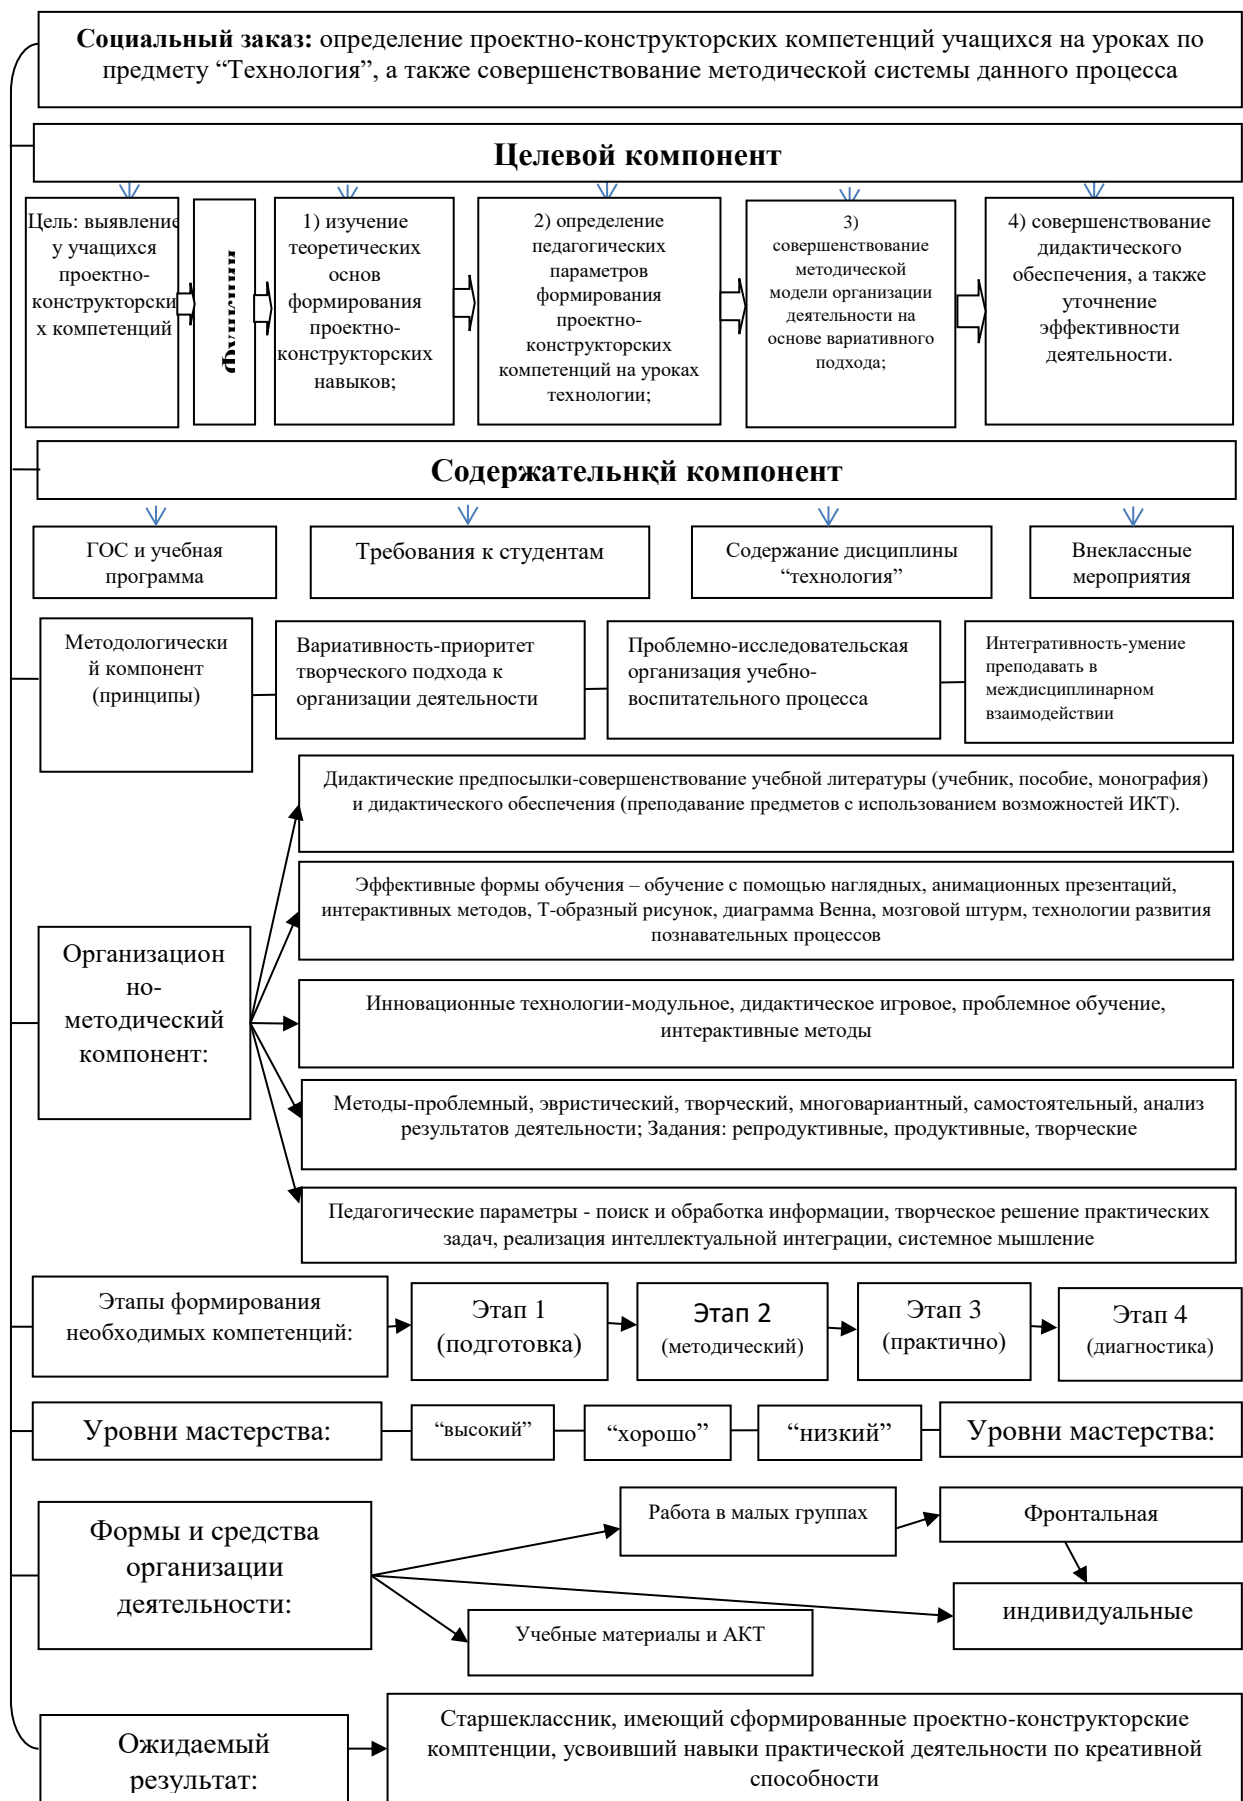 Социальный заказ: определение проектно-конструкторских компетенций учащихся на уроках по
предмету “Технология”, а также совершенствование методической системы данного процесса
Целевой компонент
Цель: выявление
у учащихся
проектно-
конструкторски
х компетенций
1) изучение
теоретических
основ
формирования
проектно-
конструкторских
навыков;
2) определение
педагогических
параметров
формирования
проектно-
конструкторских
компетенций на уроках
технологии;
3)
совершенствование
методической
модели организации
деятельности на
основе вариативного
подхода;
4) совершенствование
дидактического
обеспечения, а также
уточнение
эффективности
деятельности.
Содержательнқй компонент
ГОС и учебная
программа
Требования к студентам
Содержание дисциплины
“технология”
Внеклассные
мероприятия
Методологически
й компонент
(принципы)
Вариативность-приоритет
творческого подхода к
организации деятельности
Проблемно-исследовательская
организация учебно-
воспитательного процесса
Интегративность-умение
преподавать в
междисциплинарном
взаимодействии
Дидактические предпосылки-совершенствование учебной литературы (учебник, пособие, монография)
и дидактического обеспечения (преподавание предметов с использованием возможностей ИКТ).
Эффективные формы обучения – обучение с помощью наглядных, анимационных презентаций,
интерактивных методов, Т-образный рисунок, диаграмма Венна, мозговой штурм, технологии развития
познавательных процессов
Организацион
но-
методический
компонент:
Инновационные технологии-модульное, дидактическое игровое, проблемное обучение,
интерактивные методы
Методы-проблемный, эвристический, творческий, многовариантный, самостоятельный, анализ
результатов деятельности; Задания: репродуктивные, продуктивные, творческие
Педагогические параметры - поиск и обработка информации, творческое решение практических
задач, реализация интеллектуальной интеграции, системное мышление
Этапы формирования
необходимых компетенций:
Этап 1
(подготовка)
Этап 2
(методический)
Этап 3
(практично)
Этап 4
(диагностика)
Уровни мастерства:
“высокий”
“хорошо”
“низкий”
Уровни мастерства:
Формы и средства
организации
деятельности:
Работа в малых группах
Фронтальная
индивидуальные
Учебные материалы и АКТ
Ожидаемый
результат:
Старшеклассник, имеющий сформированные проектно-конструкторские
комптенции, усвоивший навыки практической деятельности по креативной
способности